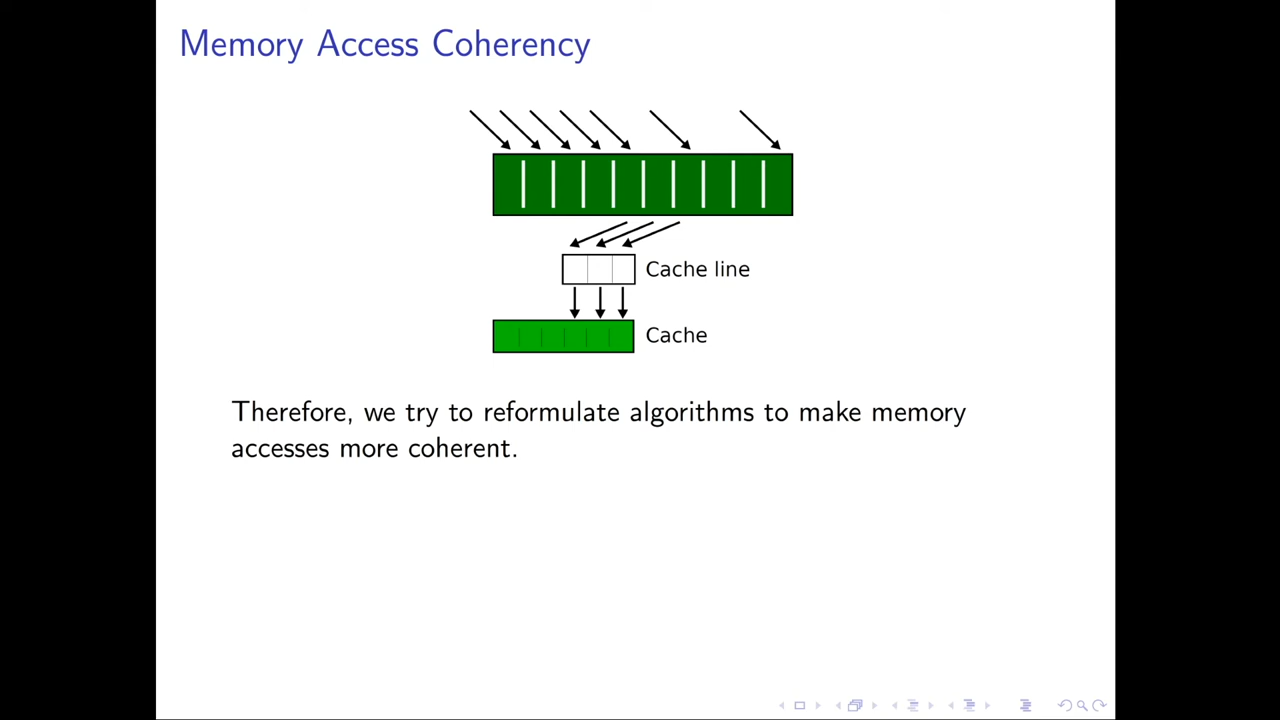 Memory Access Coherency
Cache line
Cache
Therefore, we try to reformulate algorithms to make memory
accesses more coherent.